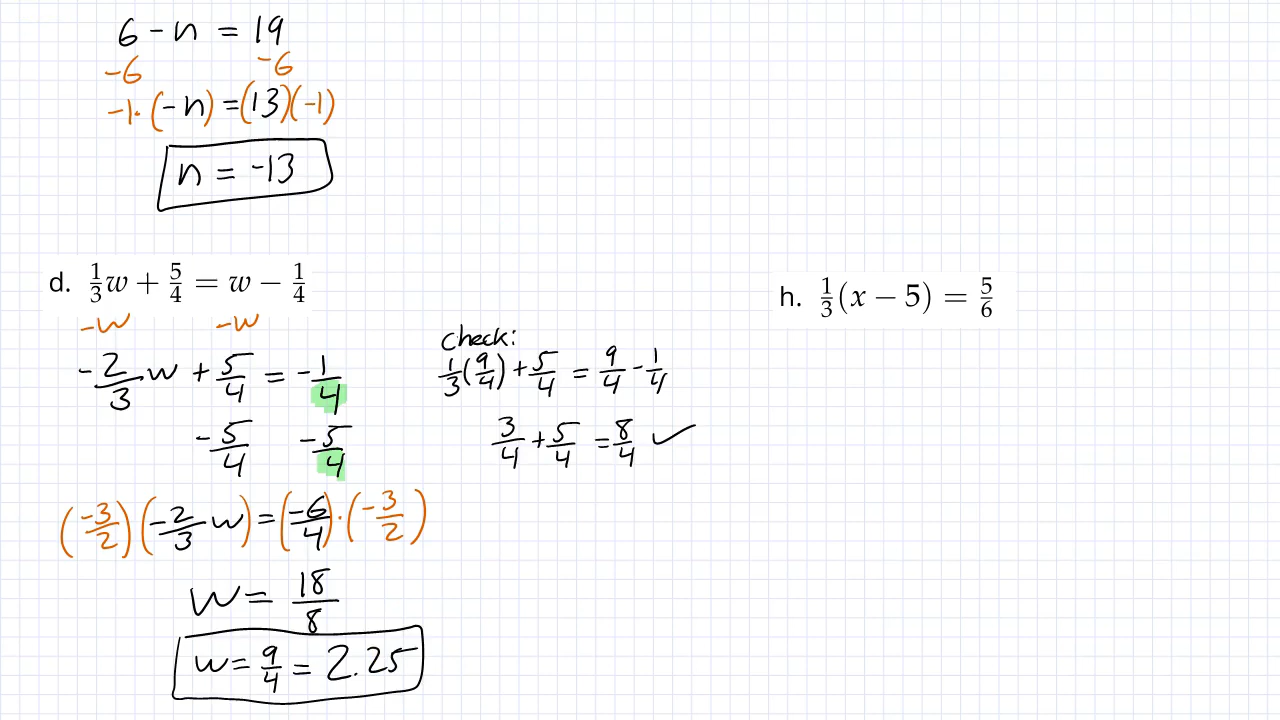 6 - n = 19
-6 -6
-1·(-n) = (13)(-1)
n = -13
d. 1/3 w + 5/4 = w - 1/4
-w -w
-2/3 w + 5/4 = -1/4
-5/4 -5/4
(-3/2)(-2/3 w) = (-6/4)·(-3/2)
w = 18/8
w = 9/4 = 2.25
check:
1/3(9/4) + 5/4 = 9/4 - 1/4
3/4 + 5/4 = 8/4 ✓
h. 1/3(x - 5) = 5/6